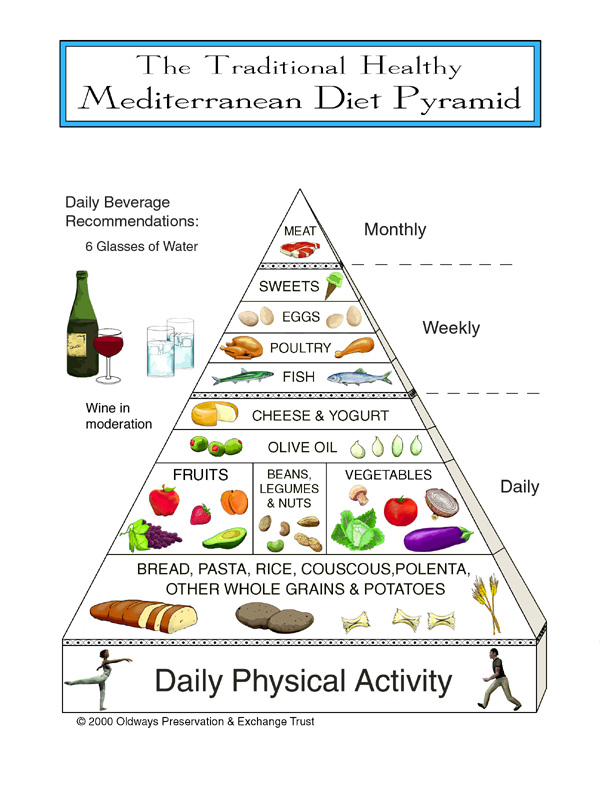 The Traditional Healthy
Mediterranean Diet Pyramid
Daily Beverage
Recommendations:
6 Glasses of Water
Wine in
moderation
MEAT
Monthly
SWEETS
EGGS
POULTRY
FISH
Weekly
CHEESE & YOGURT
OLIVE OIL
FRUITS
BEANS,
LEGUMES
& NUTS
VEGETABLES
Daily
BREAD, PASTA, RICE, COUSCOUS,POLENTA,
OTHER WHOLE GRAINS & POTATOES
Daily Physical Activity
© 2000 Oldways Preservation & Exchange Trust